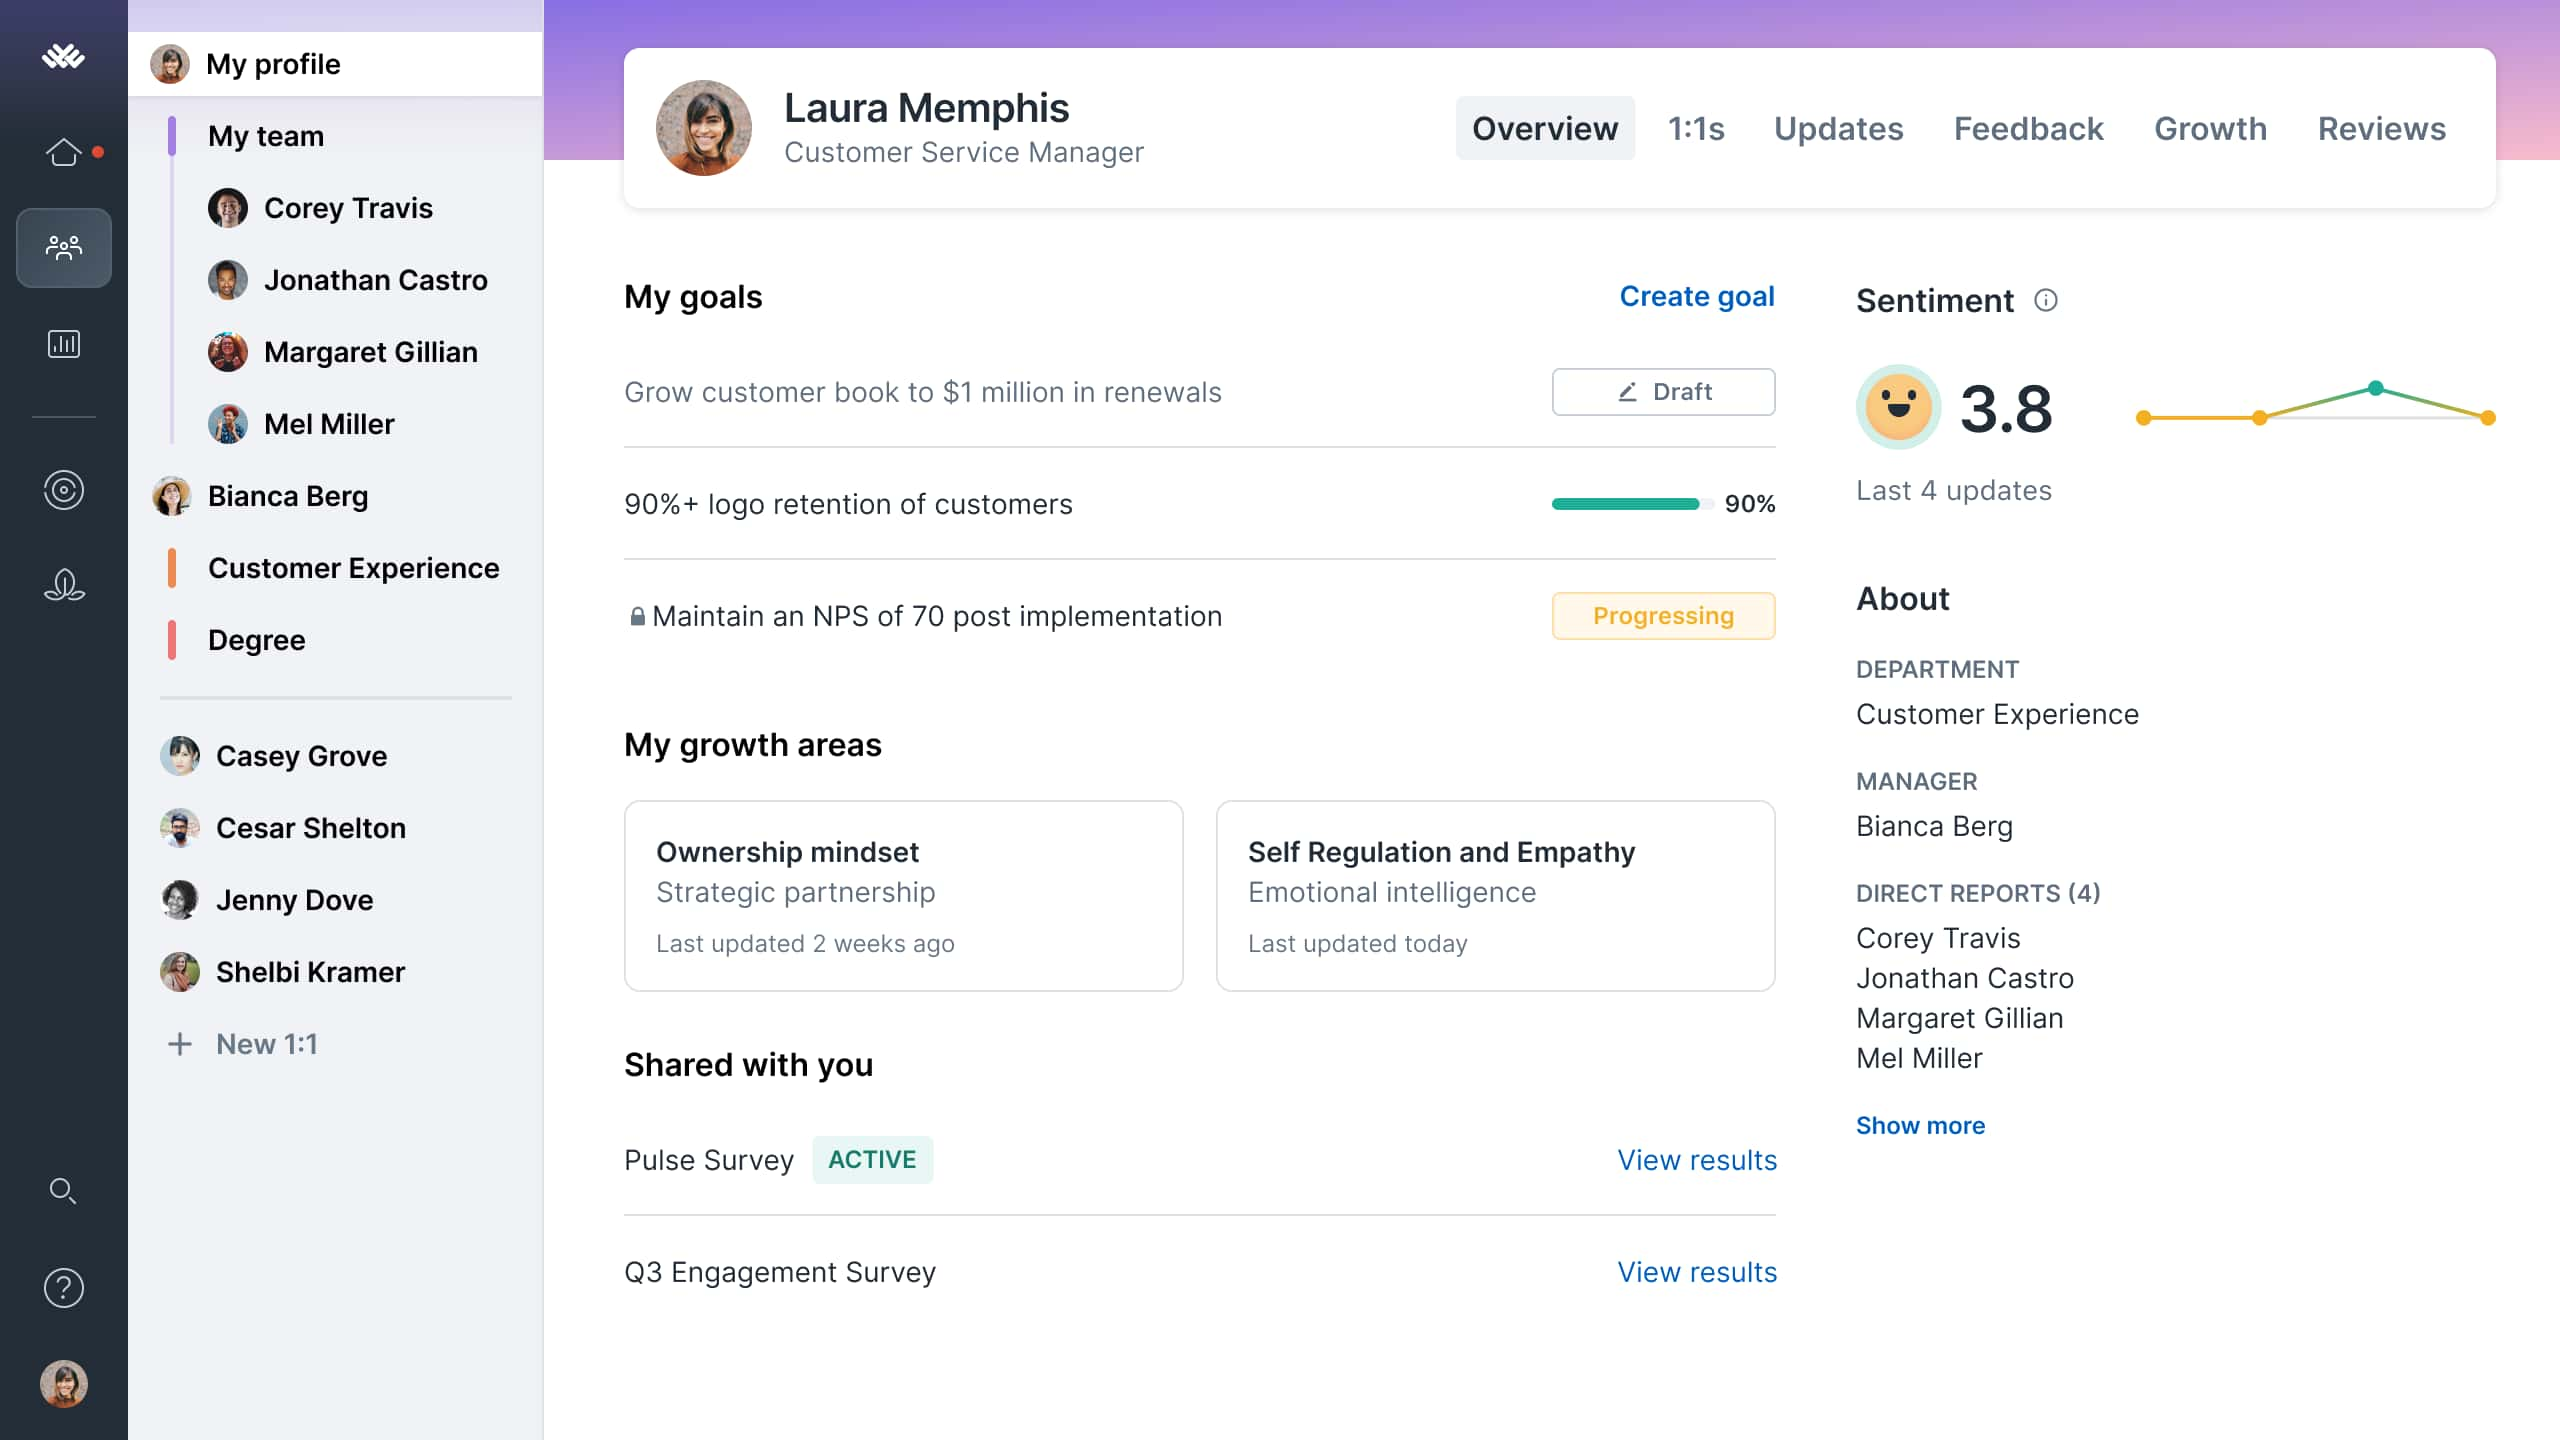 My profile
My team
Corey Travis
Jonathan Castro
Margaret Gillian
Mel Miller
Bianca Berg
Customer Experience
Degree
Casey Grove
Cesar Shelton
Jenny Dove
Shelbi Kramer
New 1:1
Laura Memphis
Customer Service Manager
Overview
1:1s
Updates
Feedback
Growth
Reviews
My goals
Create goal
Grow customer book to $1 million in renewals
Draft
90%+ logo retention of customers
90%
Maintain an NPS of 70 post implementation
Progressing
My growth areas
Ownership mindset
Strategic partnership
Last updated 2 weeks ago
Self Regulation and Empathy
Emotional intelligence
Last updated today
Shared with you
Pulse Survey
ACTIVE
View results
Q3 Engagement Survey
View results
Sentiment
3.8
Last 4 updates
About
DEPARTMENT
Customer Experience
MANAGER
Bianca Berg
DIRECT REPORTS (4)
Corey Travis
Jonathan Castro
Margaret Gillian
Mel Miller
Show more